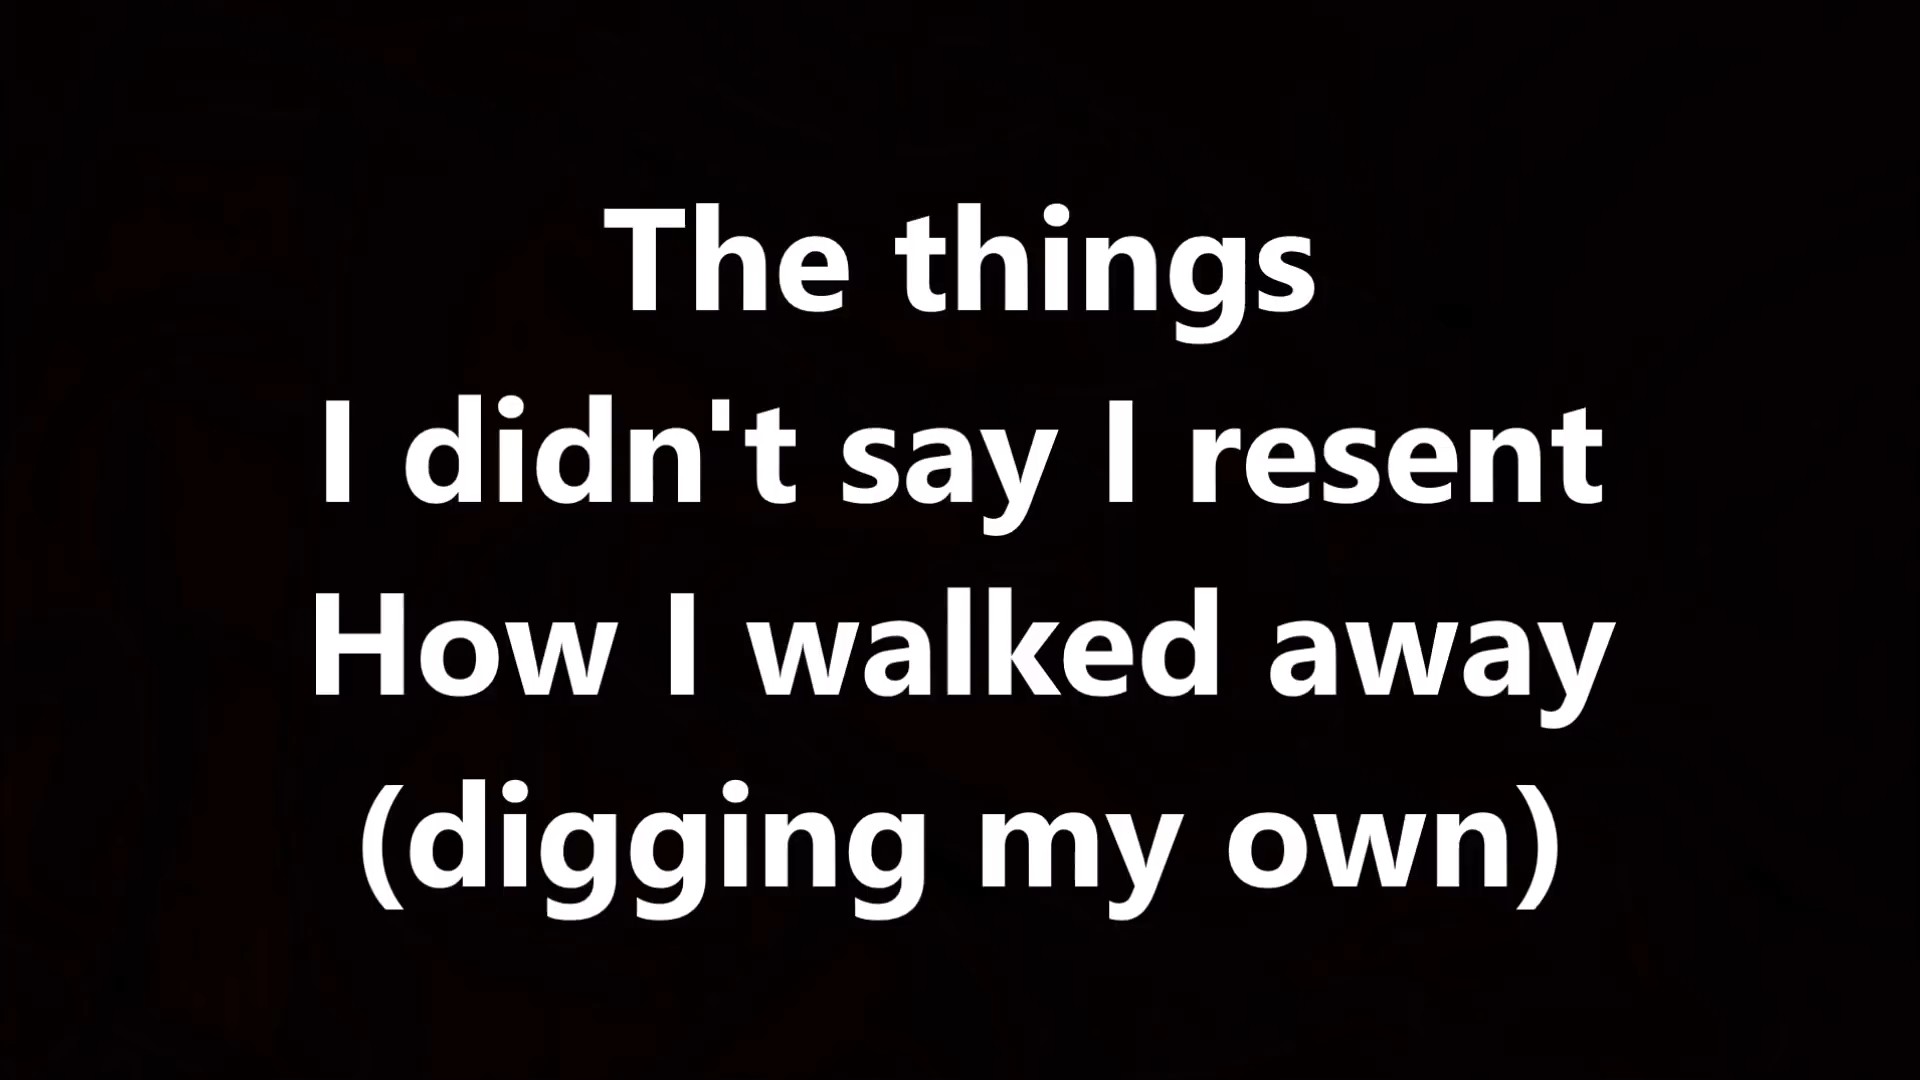 The things
I didn't say I resent
How I walked away
(digging my own)